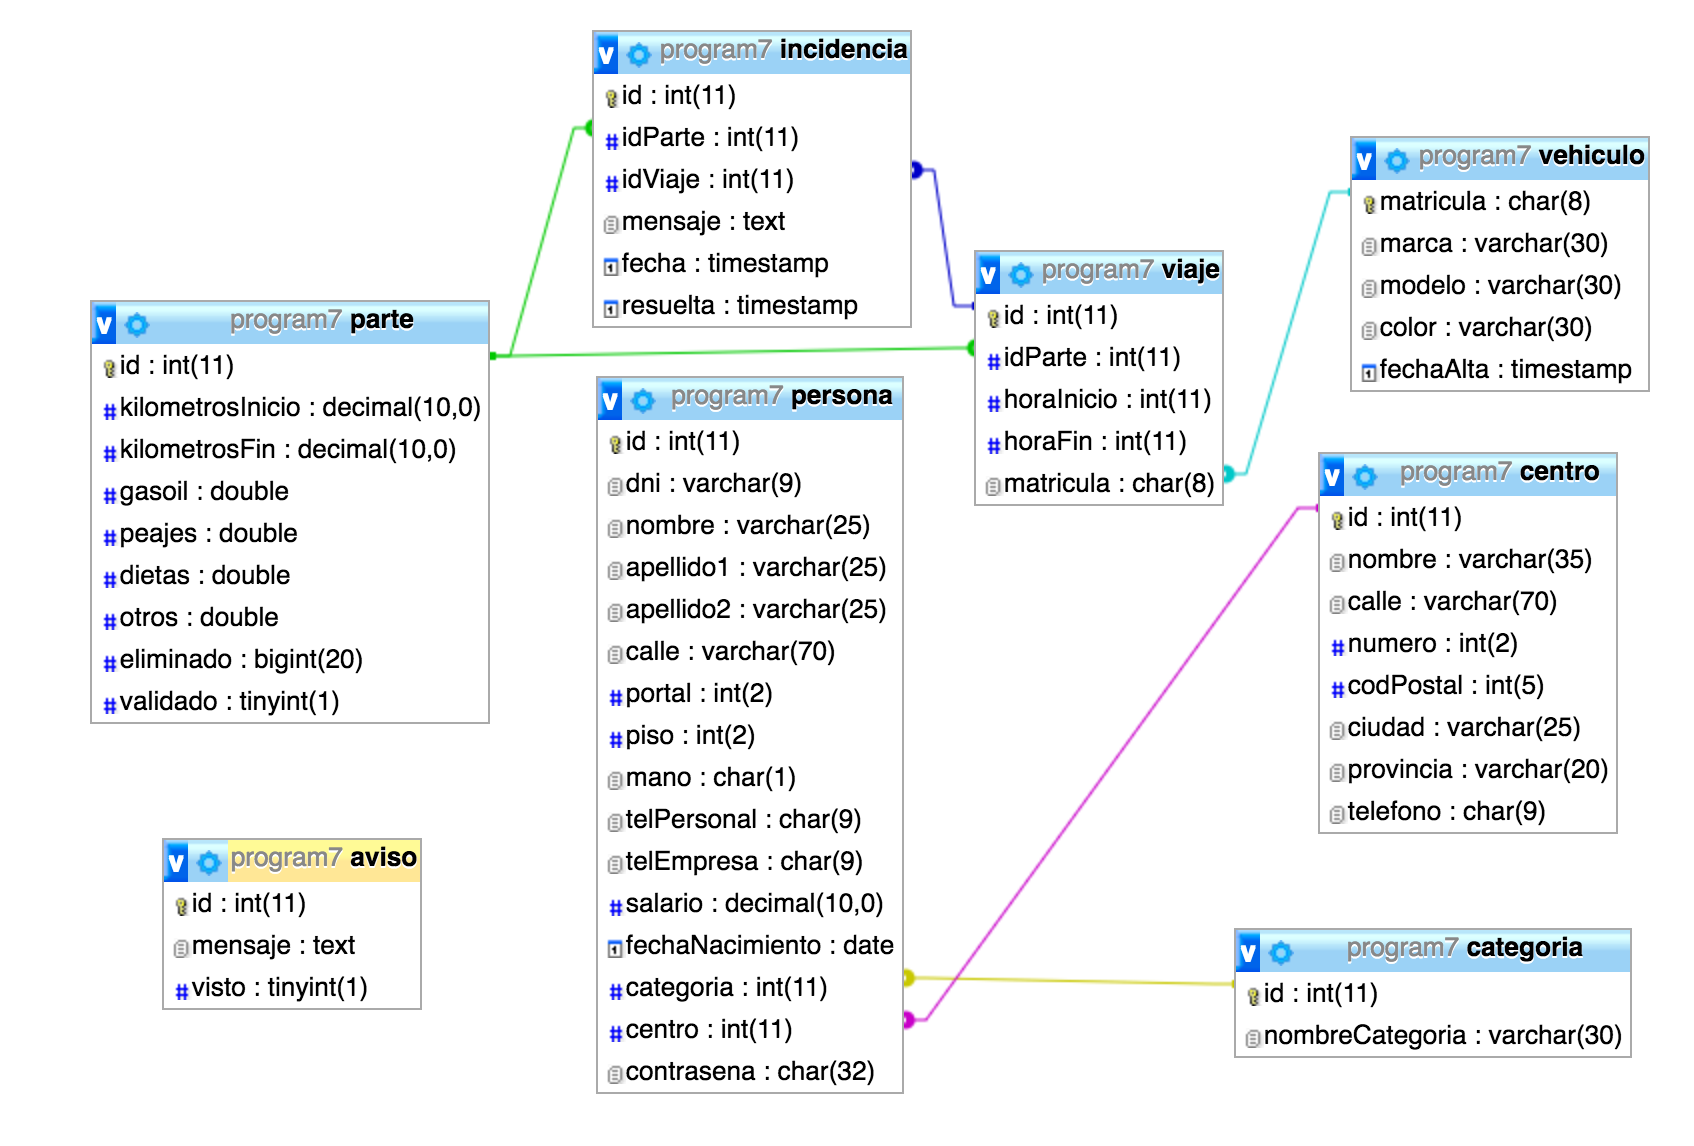 program7 incidencia
id : int(11)
idParte : int(11)
idViaje : int(11)
mensaje : text
fecha : timestamp
resuelta : timestamp
program7 vehiculo
matricula : char(8)
marca : varchar(30)
modelo : varchar(30)
color : varchar(30)
fechaAlta : timestamp
program7 viaje
id : int(11)
idParte : int(11)
horaInicio : int(11)
horaFin : int(11)
matricula : char(8)
program7 parte
id : int(11)
kilometrosInicio : decimal(10,0)
kilometrosFin : decimal(10,0)
gasoil : double
peajes : double
dietas : double
otros : double
eliminado : bigint(20)
validado : tinyint(1)
program7 persona
id : int(11)
dni : varchar(9)
nombre : varchar(25)
apellido1 : varchar(25)
apellido2 : varchar(25)
calle : varchar(70)
portal : int(2)
piso : int(2)
mano : char(1)
telPersonal : char(9)
telEmpresa : char(9)
salario : decimal(10,0)
fechaNacimiento : date
categoria : int(11)
centro : int(11)
contrasena : char(32)
program7 centro
id : int(11)
nombre : varchar(35)
calle : varchar(70)
numero : int(2)
codPostal : int(5)
ciudad : varchar(25)
provincia : varchar(20)
telefono : char(9)
program7 aviso
id : int(11)
mensaje : text
visto : tinyint(1)
program7 categoria
id : int(11)
nombreCategoria : varchar(30)